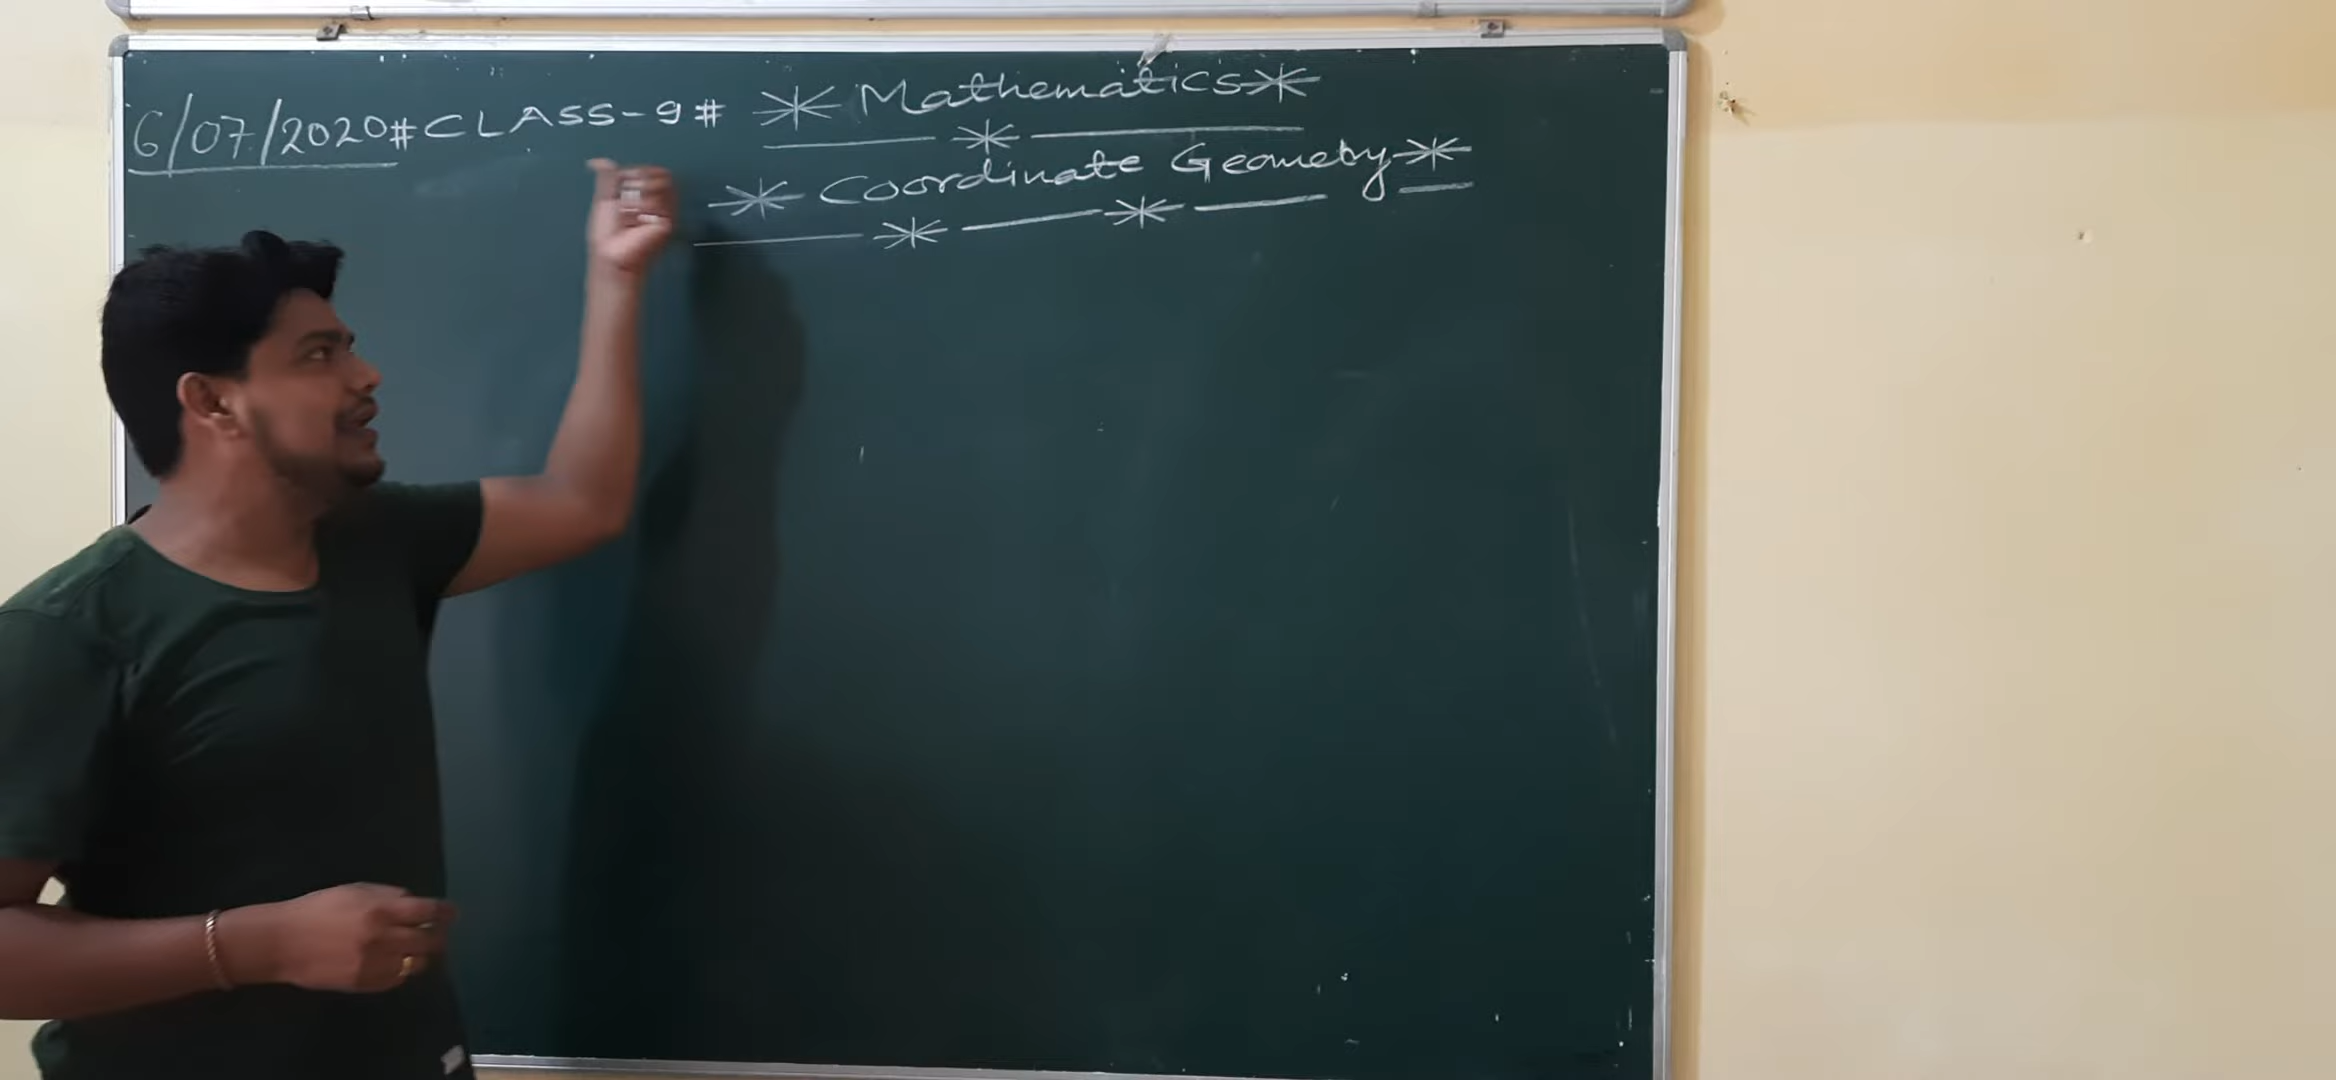 6/07/2020#CLASS-9# * Mathematics *
* Coordinate Geometry *